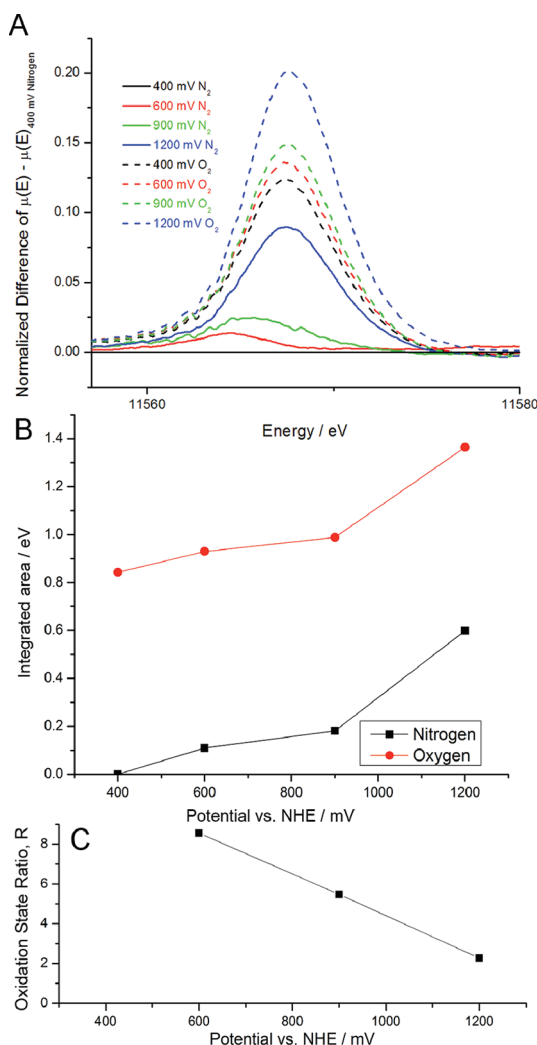 A
Normalized Difference of μ(E) - μ(E)400 mV Nitrogen
0.20
0.15
0.10
0.05
0.00
400 mV N2
600 mV N2
900 mV N2
1200 mV N2
400 mV O2
600 mV O2
900 mV O2
1200 mV O2
11560
11580
Energy / eV
B
Integrated area / eV
1.4
1.2
1.0
0.8
0.6
0.4
0.2
0.0
Nitrogen
Oxygen
400
600
800
1000
1200
Potential vs. NHE / mV
C
Oxidation State Ratio, R
8
6
4
2
0
400
600
800
1000
1200
Potential vs. NHE / mV